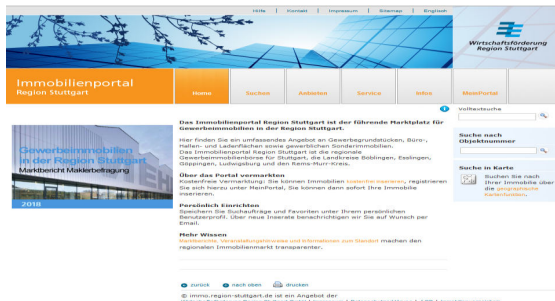 Hilfe | Kontakt | Impressum | Sitemap | Englisch
Wirtschaftsförderung
Region Stuttgart
Immobilienportal
Region Stuttgart
Home
Suchen
Anbieten
Service
Infos
MeinPortal
Volltextsuche
Das Immobilienportal Region Stuttgart ist der führende Marktplatz für
Gewerbeimmobilien in der Region Stuttgart.
Hier finden Sie ein umfassendes Angebot an Gewerbegrundstücken, Büro-,
Hallen- und Ladenflächen sowie gewerblichen Sonderimmobilien.
Das Immobilienportal Region Stuttgart ist die regionale
Gewerbeimmobilienbörse für Stuttgart, die Landkreise Böblingen, Esslingen,
Göppingen, Ludwigsburg und den Rems-Murr-Kreis.
Über das Portal vermarkten
Kostenfreie Vermarktung: Sie können Immobilien kostenfrei inserieren, registrieren
Sie sich hierzu unter MeinPortal, Sie können dann sofort Ihre Immobilie
inserieren.
Persönlich Einrichten
Speichern Sie Suchaufträge und Favoriten unter Ihrem persönlichen
Benutzerprofil. Über neue Inserate benachrichtigen wir Sie auf Wunsch per
Email.
Mehr Wissen
Marktberichte, Veranstaltungshinweise und Informationen zum Standort machen den
regionalen Immobilienmarkt transparenter.
Gewerbeimmobilien
in der Region Stuttgart
Marktbericht Maklerbefragung
2018
Suche nach
Objektnummer
Suche in Karte
Suchen Sie nach
Ihrer Immobilie über
die geographische
Kartenfunktion.
zurück
nach oben
drucken
© immo.region-stuttgart.de ist ein Angebot der